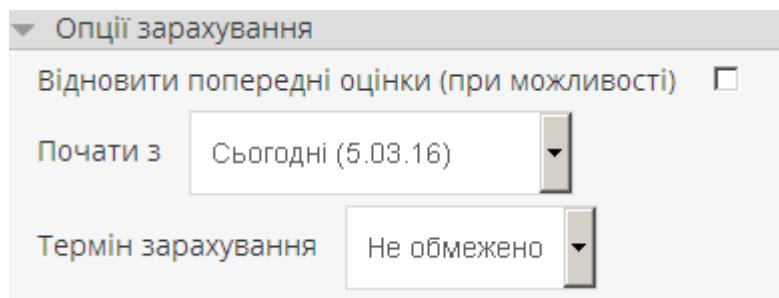 Опції зарахування
Відновити попередні оцінки (при можливості)
Почати з Сьогодні (5.03.16)
Термін зарахування Не обмежено